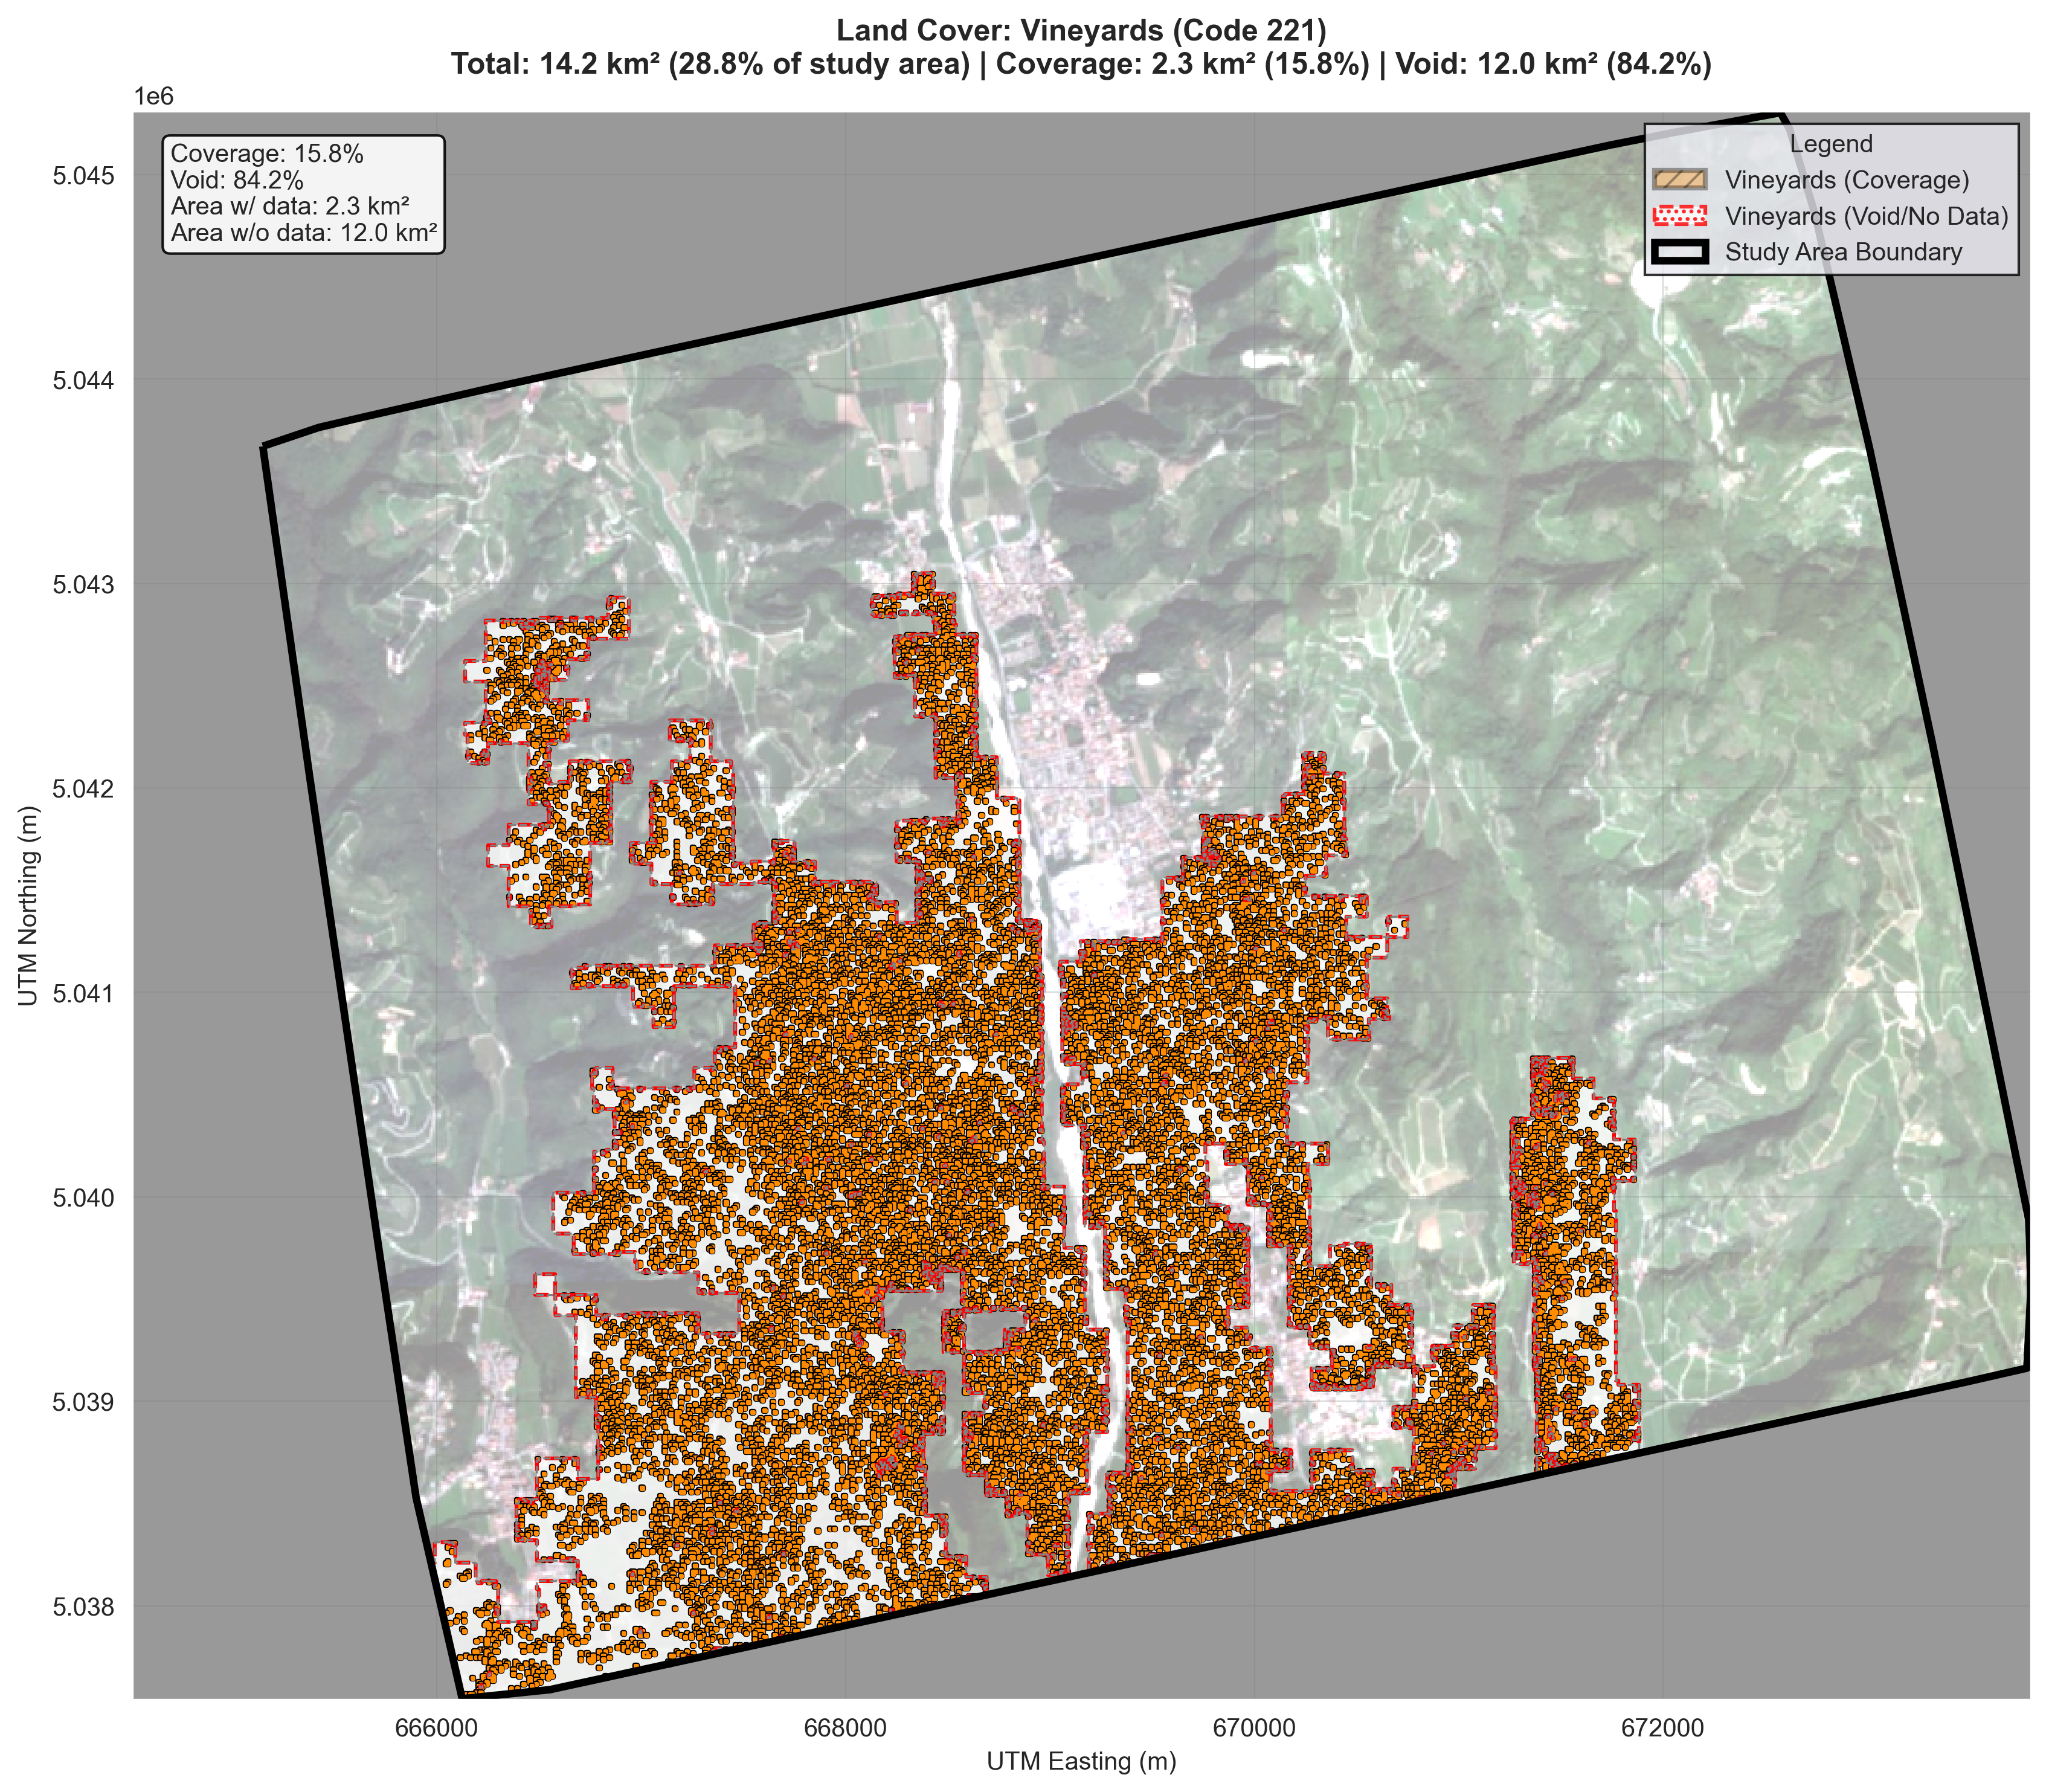 Land Cover: Vineyards (Code 221)
Total: 14.2 km² (28.8% of study area) | Coverage: 2.3 km² (15.8%) | Void: 12.0 km² (84.2%)
1e6
Coverage: 15.8%
Void: 84.2%
Area w/ data: 2.3 km²
Area w/o data: 12.0 km²
Legend
Vineyards (Coverage)
Vineyards (Void/No Data)
Study Area Boundary
5.045
5.044
5.043
5.042
5.041
5.040
5.039
5.038
UTM Northing (m)
666000
668000
670000
672000
UTM Easting (m)